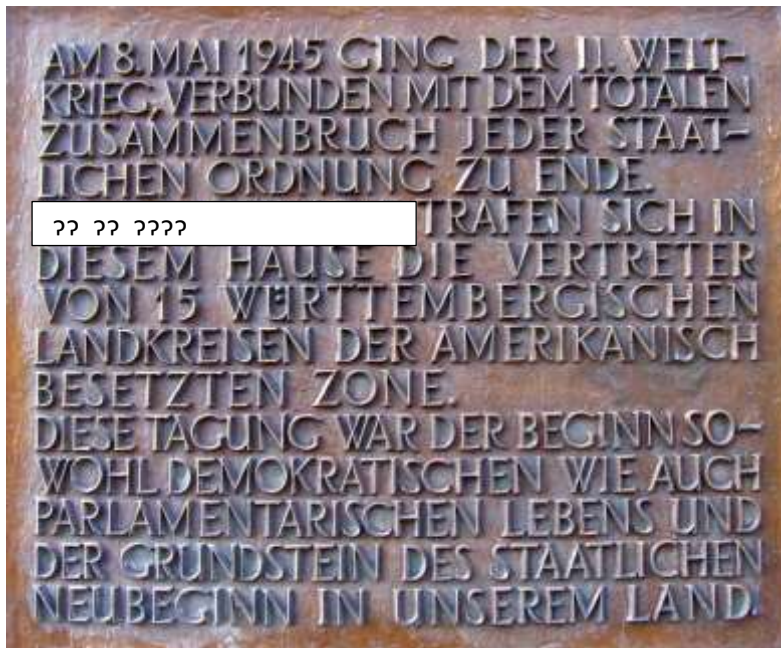 AM 8. MAI 1945 GING DER II. WELT-
KRIEG, VERBUNDEN MIT DEM TOTALEN
ZUSAMMENBRUCH JEDER STAAT-
LICHEN ORDNUNG ZU ENDE.
?? ?? ???? TRAFEN SICH IN
DIESEM HAUSE DIE VERTRETER
VON 15 WÜRTTEMBERGISCHEN
LANDKREISEN DER AMERIKANISCH
BESETZTEN ZONE.
DIESE TAGUNG WAR DER BEGINN SO-
WOHL DEMOKRATISCHEN WIE AUCH
PARLAMENTARISCHEN LEBENS UND
DER GRUNDSTEIN DES STAATLICHEN
NEUBEGINN IN UNSEREM LAND.